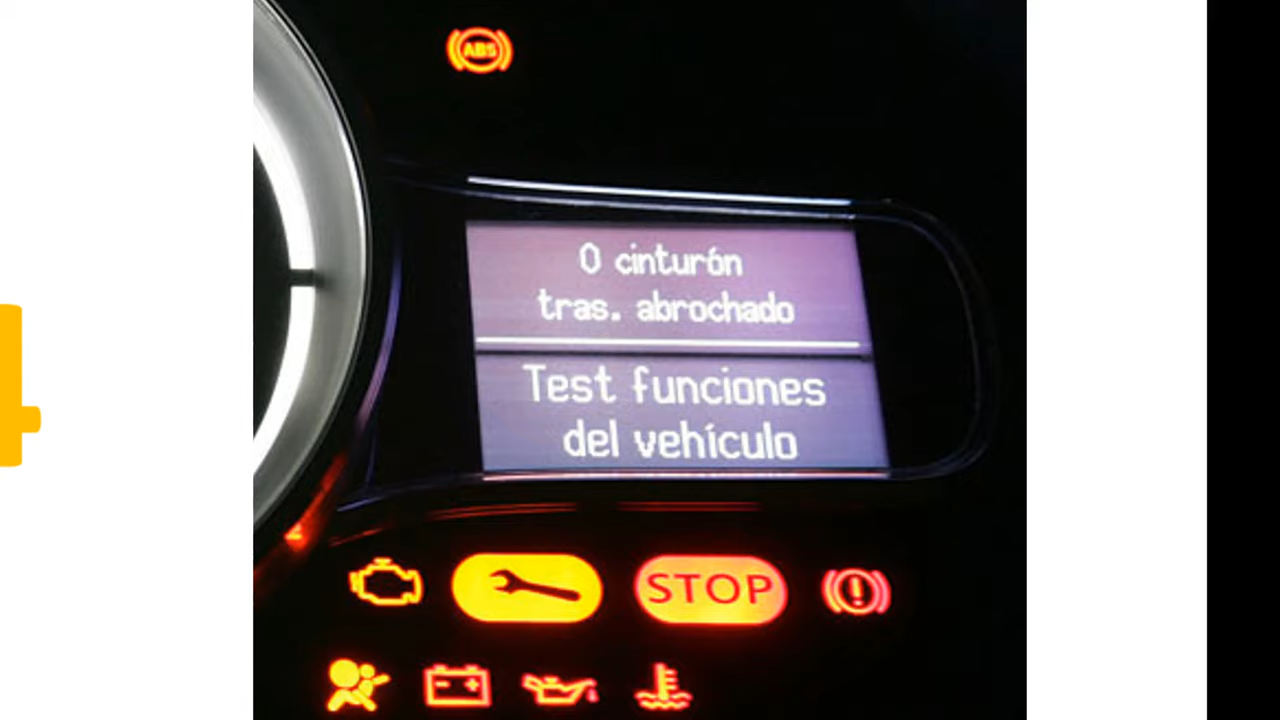 ABS
0 cinturón
tras. abrochado
Test funciones
del vehículo
STOP